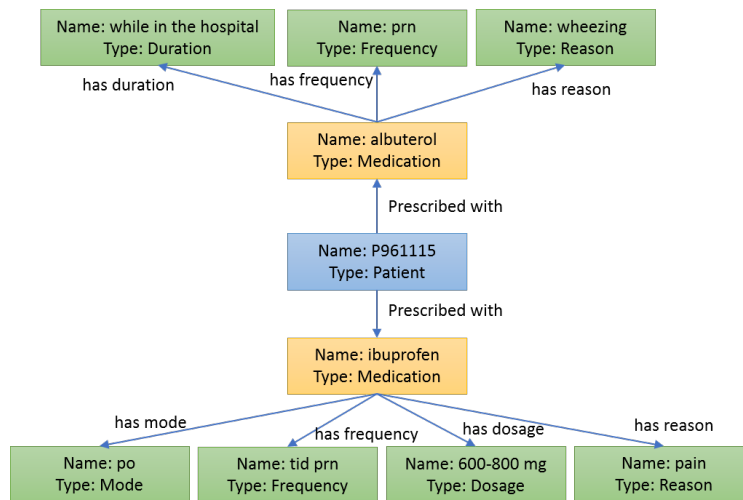 Name: while in the hospital
Type: Duration
Name: prn
Type: Frequency
Name: wheezing
Type: Reason
has duration
has frequency
has reason
Name: albuterol
Type: Medication
Prescribed with
Name: P961115
Type: Patient
Prescribed with
Name: ibuprofen
Type: Medication
has mode
has frequency
has dosage
has reason
Name: po
Type: Mode
Name: tid prn
Type: Frequency
Name: 600-800 mg
Type: Dosage
Name: pain
Type: Reason